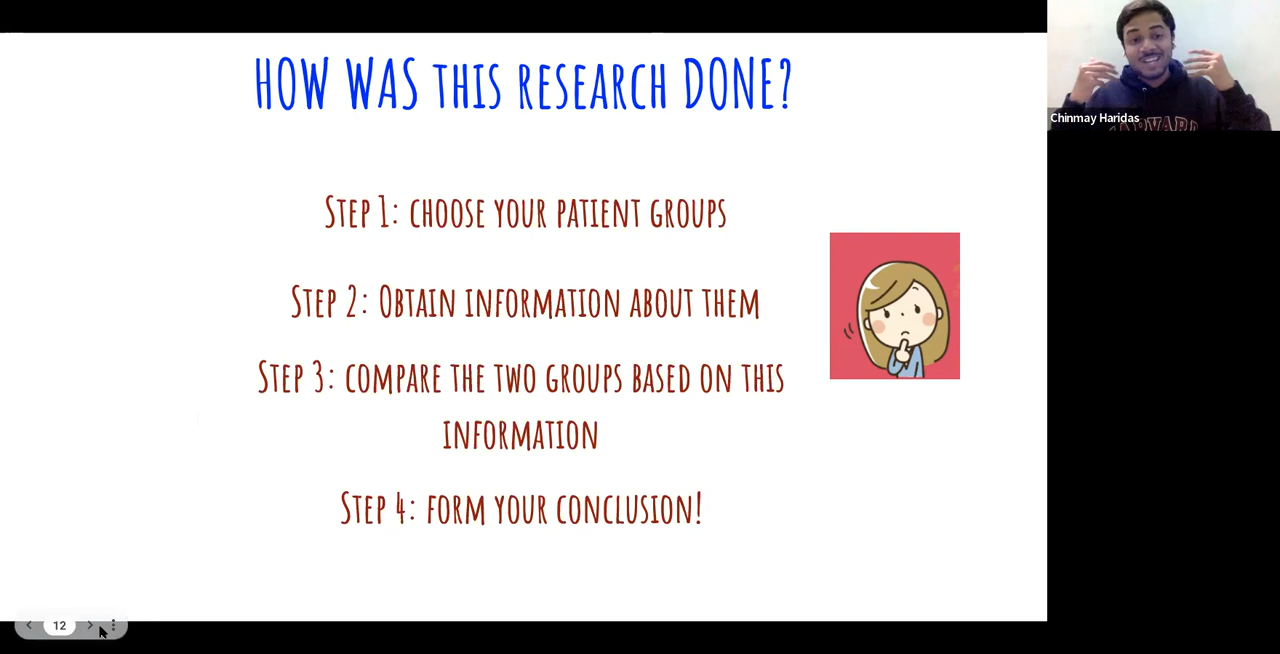 HOW WAS THIS RESEARCH DONE?
Chinmay Haridas
HARVARD
STEP 1: CHOOSE YOUR PATIENT GROUPS
STEP 2: OBTAIN INFORMATION ABOUT THEM
STEP 3: COMPARE THE TWO GROUPS BASED ON THIS
INFORMATION
STEP 4: FORM YOUR CONCLUSION!
12